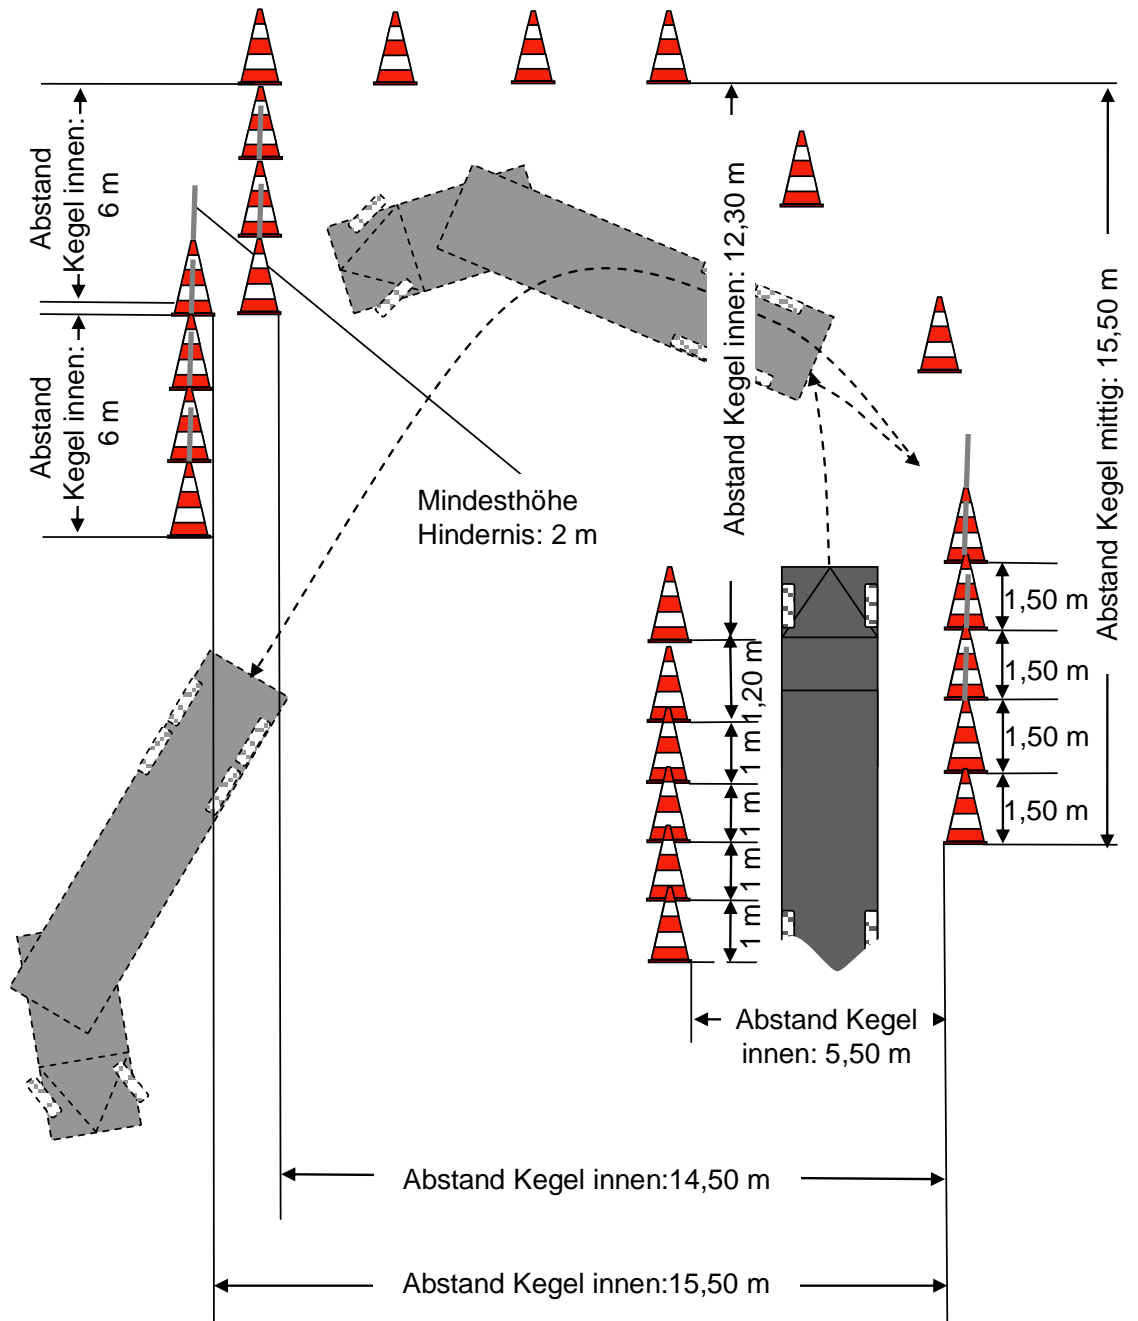 Abstand
Kegel innen:
6 m
Abstand
Kegel innen:
6 m
Abstand Kegel innen: 12,30 m
Abstand Kegel mittig: 15,50 m
Mindesthöhe
Hindernis: 2 m
1,20 m
1 m
1 m
1 m
1 m
1,50 m
1,50 m
1,50 m
1,50 m
Abstand Kegel
innen: 5,50 m
Abstand Kegel innen:14,50 m
Abstand Kegel innen:15,50 m